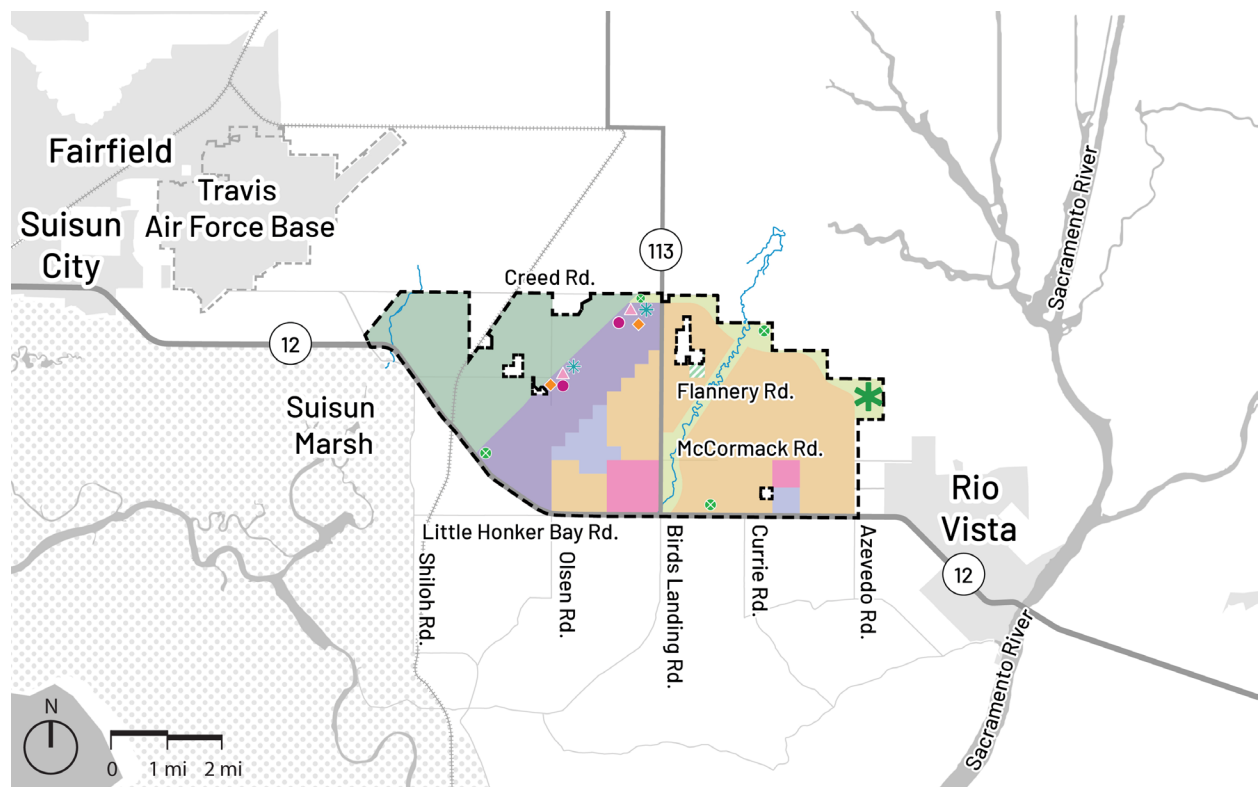 Fairfield
Travis
Air Force Base
Suisun
City
Sacramento River
113
Creed Rd.
12
Suisun
Marsh
Flannery Rd.
McCormack Rd.
Rio
Vista
Little Honker Bay Rd.
Shiloh Rd.
Olsen Rd.
Birds Landing Rd.
Currie Rd.
Azevedo Rd.
12
Sacramento River
N
0 1 mi 2 mi